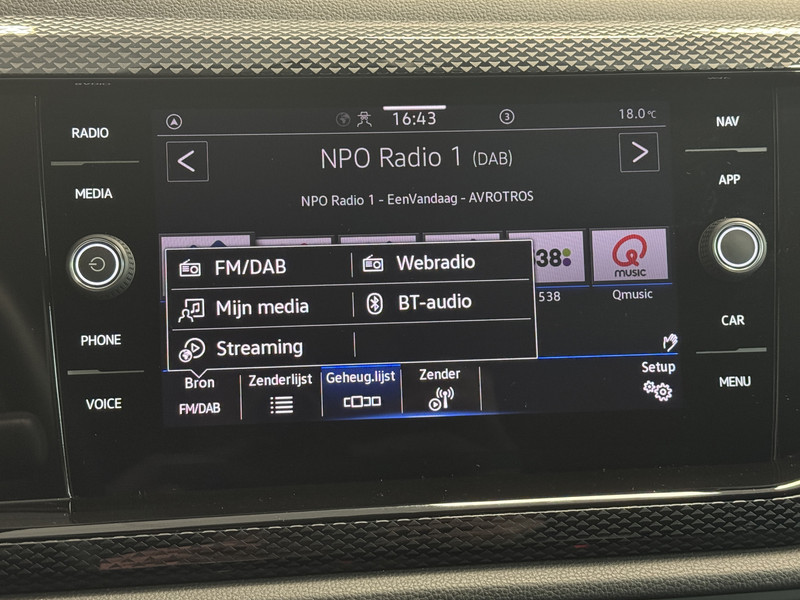 RADIO
MEDIA
PHONE
VOICE
16:43
3
18.0°C
NPO Radio 1 (DAB)
NPO Radio 1 - EenVandaag - AVROTROS
FM/DAB
Webradio
Mijn media
BT-audio
Streaming
38
538
MUSIC
Qmusic
Bron
FM/DAB
Zenderlijst
Geheug.lijst
Zender
Setup
NAV
APP
CAR
MENU